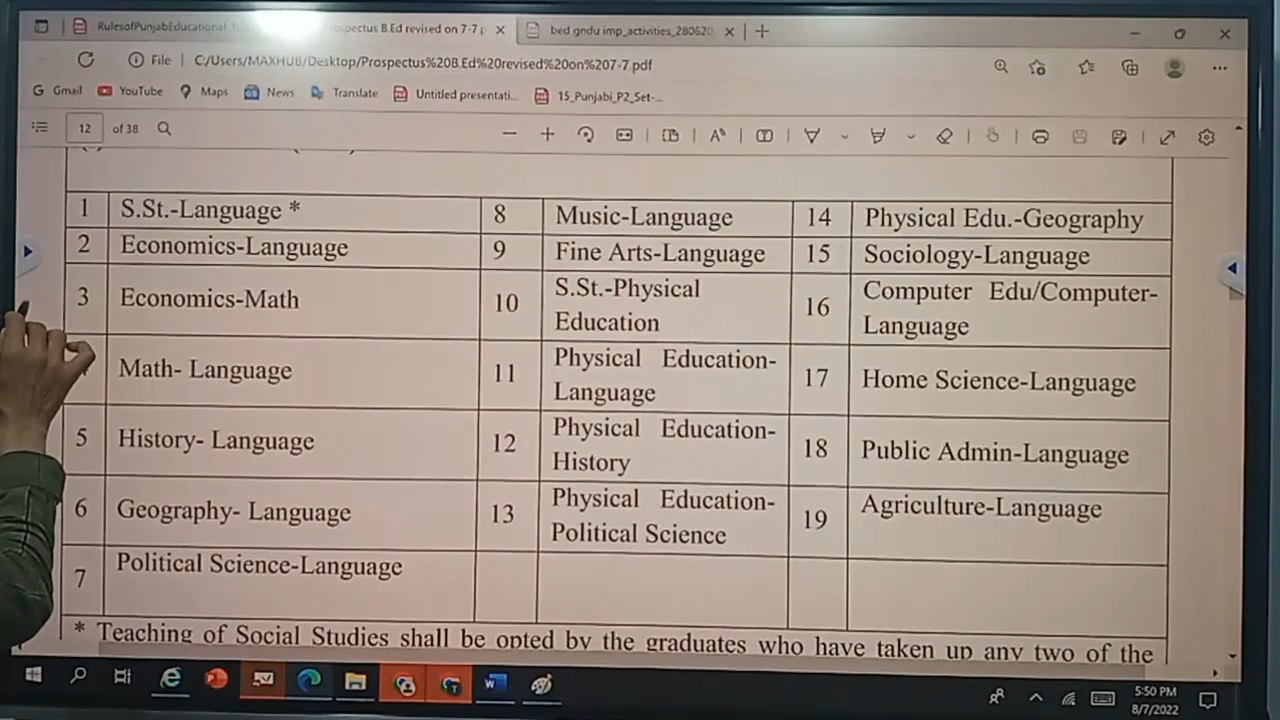 RulesofPunjabEducational
ospectus B.Ed revised on 7-7 p
bed gndu imp_activities_280620
File
C:/Users/MAXHUB/Desktop/Prospectus%20B.Ed%20revised%20on%207-7.pdf
Gmail
YouTube
Maps
News
Translate
Untitled presentati...
15_Punjabi_P2_Set-...
12 of 38
1 S.St.-Language * 8 Music-Language 14 Physical Edu.-Geography
2 Economics-Language 9 Fine Arts-Language 15 Sociology-Language
3 Economics-Math 10 S.St.-Physical Education 16 Computer Edu/Computer-Language
Math- Language 11 Physical Education-Language 17 Home Science-Language
5 History- Language 12 Physical Education-History 18 Public Admin-Language
6 Geography- Language 13 Physical Education-Political Science 19 Agriculture-Language
7 Political Science-Language
* Teaching of Social Studies shall be opted by the graduates who have taken up any two of the
5:50 PM
8/7/2022